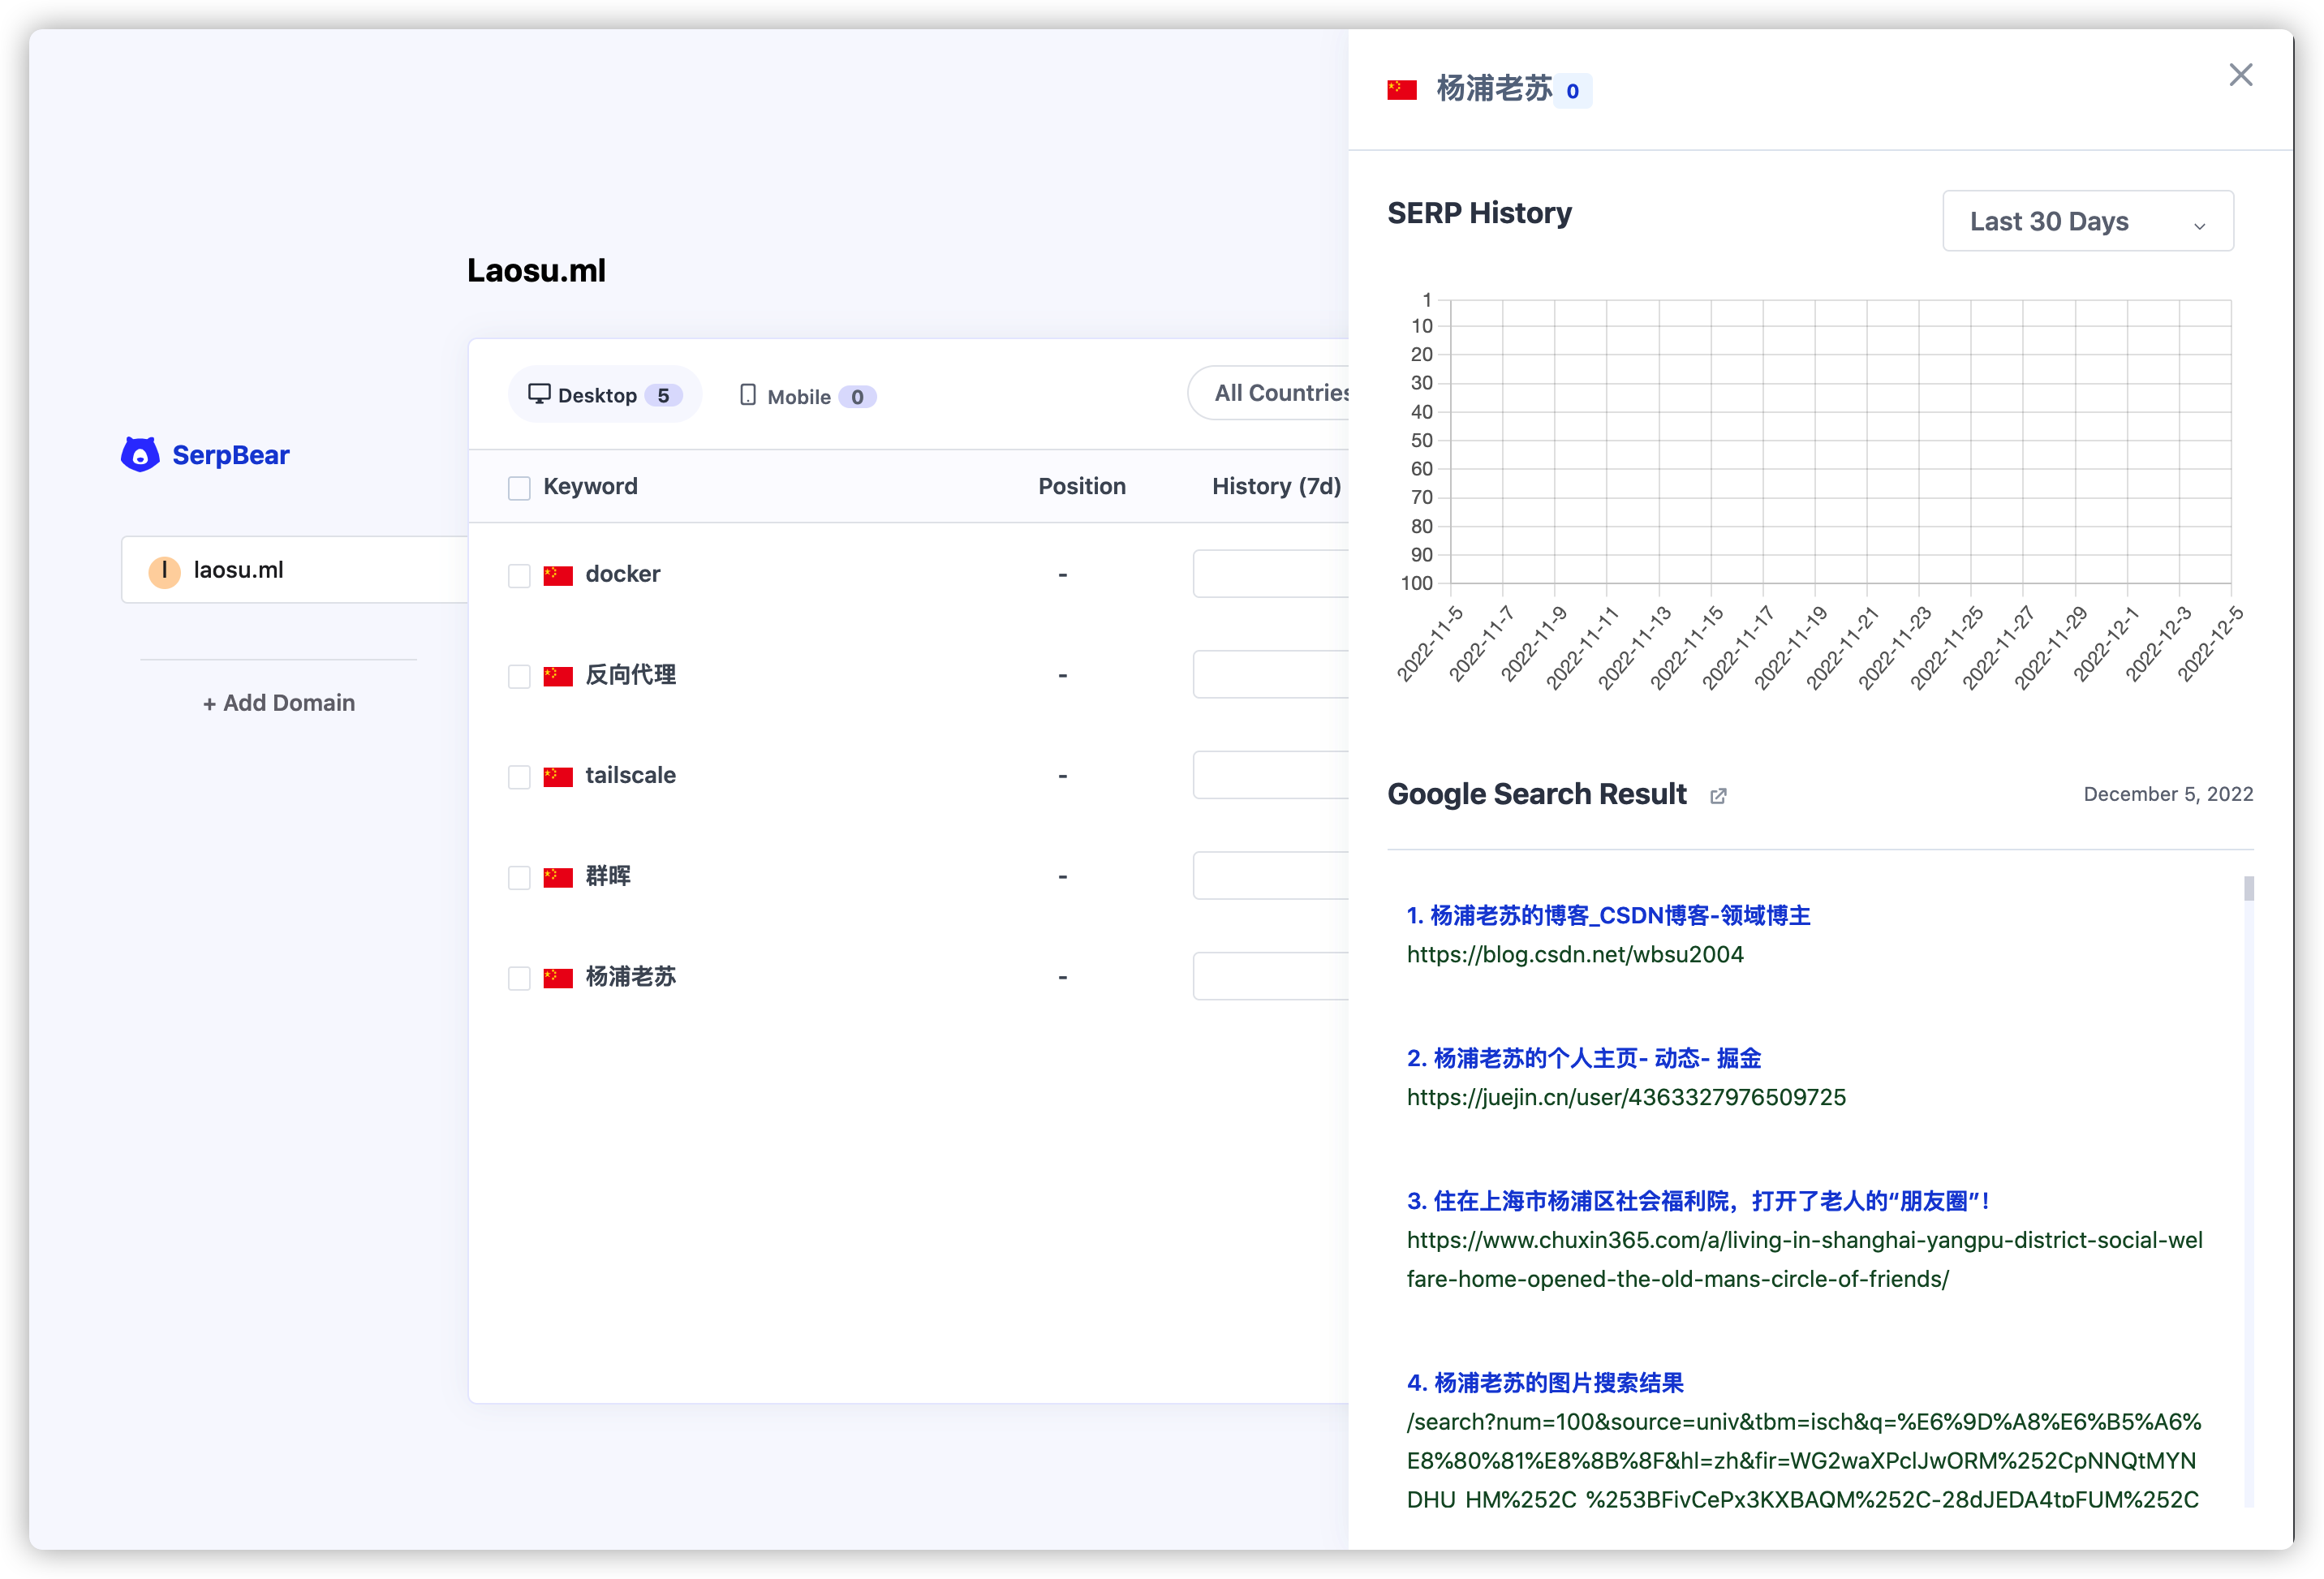 SerpBear
l laosu.ml
+ Add Domain
Laosu.ml
Desktop 5
Mobile 0
All Countries
Keyword Position History (7d)
docker -
反向代理 -
tailscale -
群晖 -
杨浦老苏 -
杨浦老苏 0
SERP History
Last 30 Days
1
10
20
30
40
50
60
70
80
90
100
2022-11-5
2022-11-7
2022-11-9
2022-11-11
2022-11-13
2022-11-15
2022-11-17
2022-11-19
2022-11-21
2022-11-23
2022-11-25
2022-11-27
2022-11-29
2022-12-1
2022-12-3
2022-12-5
Google Search Result
December 5, 2022
1. 杨浦老苏的博客_CSDN博客-领域博主
https://blog.csdn.net/wbsu2004
2. 杨浦老苏的个人主页- 动态- 掘金
https://juejin.cn/user/4363327976509725
3. 住在上海市杨浦区社会福利院，打开了老人的“朋友圈”！
https://www.chuxin365.com/a/living-in-shanghai-yangpu-district-social-wel
fare-home-opened-the-old-mans-circle-of-friends/
4. 杨浦老苏的图片搜索结果
/search?num=100&source=univ&tbm=isch&q=%E6%9D%A8%E6%B5%A6%
E8%80%81%E8%8B%8F&hl=zh&fir=WG2waXPclJwORM%252CpNNQtMYN
DHU_HM%252C_%253BFivCePx3KXBAQM%252C-28dJEDA4tpFUM%252C